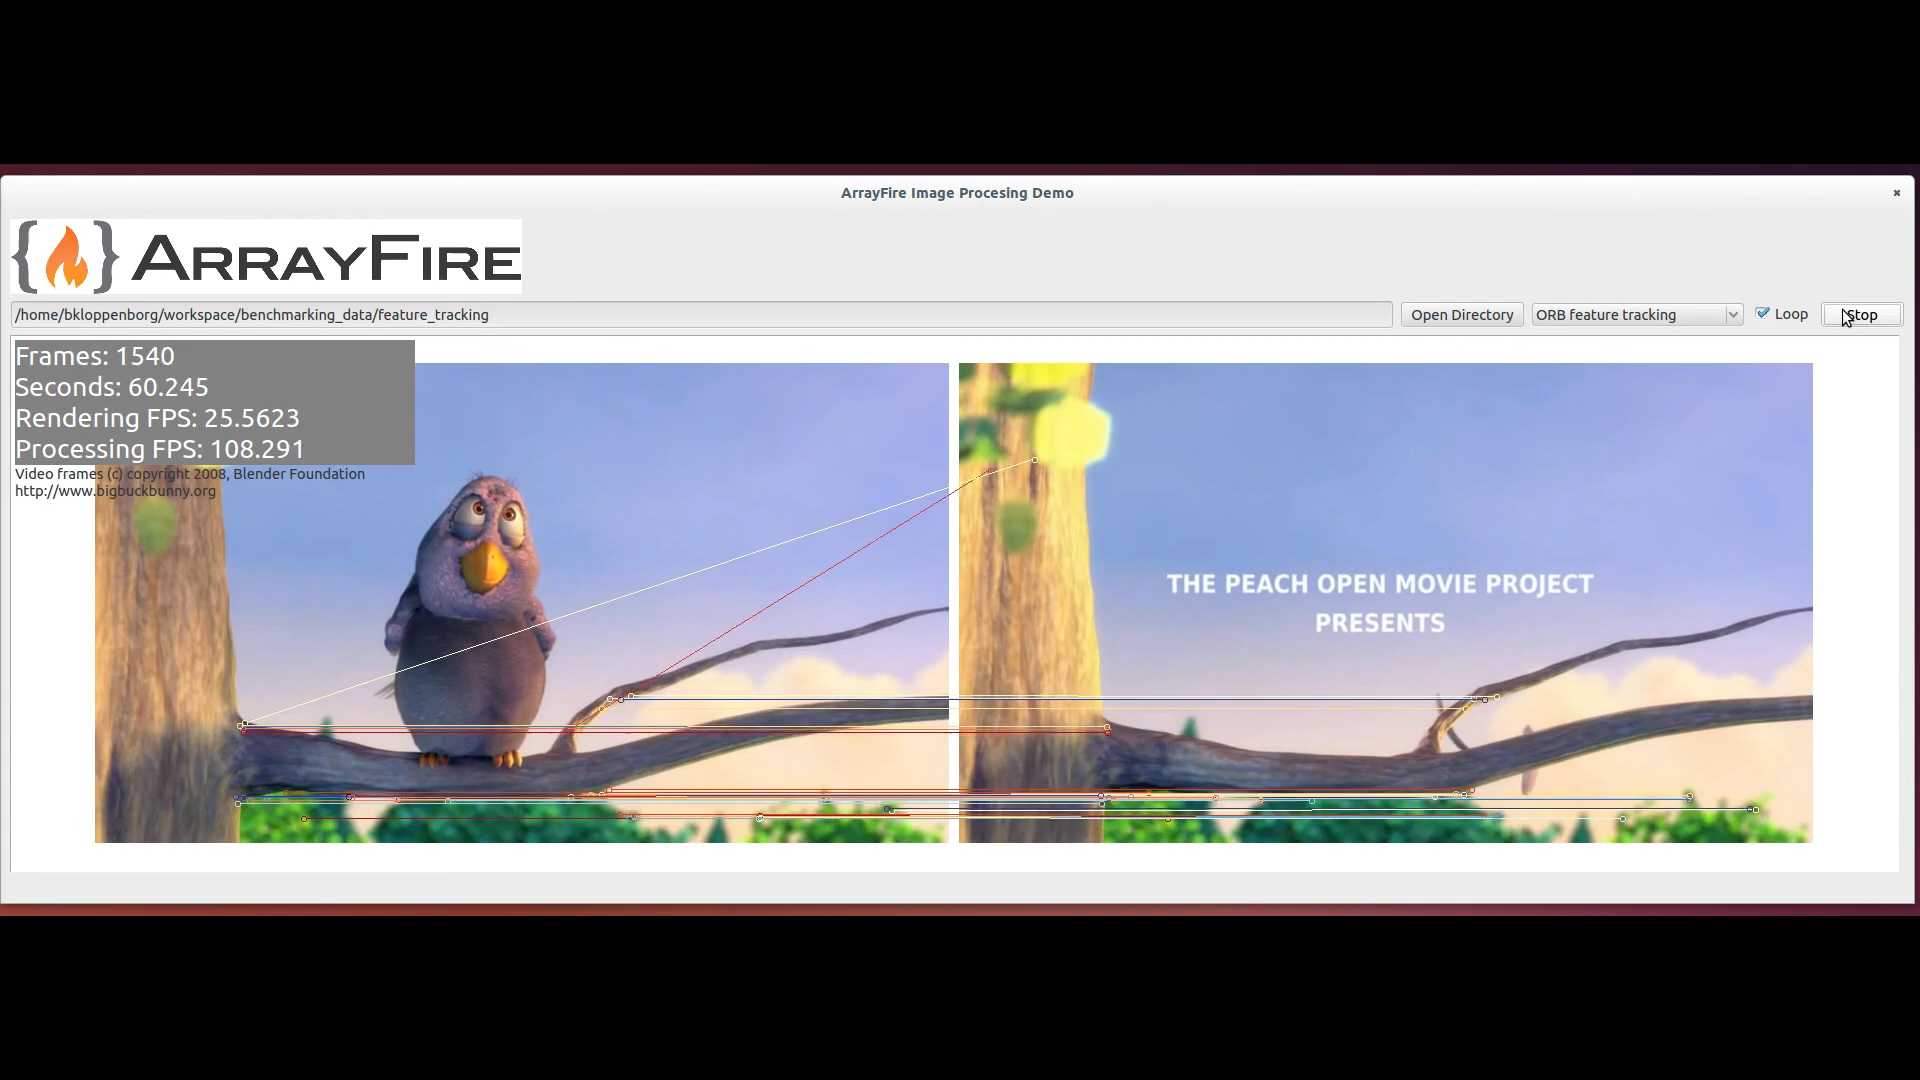 ArrayFire Image Procesing Demo
{ } ARRAYFIRE
/home/bkloppenborg/workspace/benchmarking_data/feature_tracking
Open Directory
ORB feature tracking
Loop
Stop
Frames: 1540
Seconds: 60.245
Rendering FPS: 25.5623
Processing FPS: 108.291
Video frames (c) copyright 2008, Blender Foundation
http://www.bigbuckbunny.org
THE PEACH OPEN MOVIE PROJECT
PRESENTS